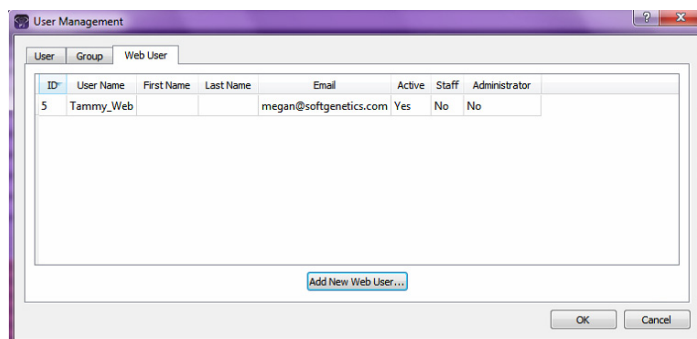 User Management
User Group Web User
ID User Name First Name Last Name Email Active Staff Administrator
5 Tammy_Web megan@softgenetics.com Yes No No
Add New Web User...
OK Cancel